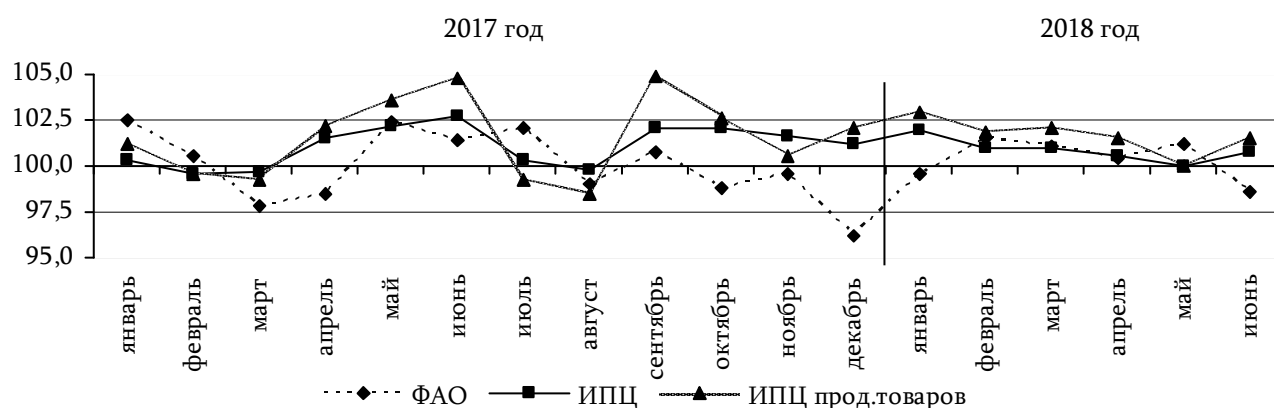 2017 год 2018 год
105,0
102,5
100,0
97,5
95,0
январь февраль март апрель май июнь июль август сентябрь октябрь ноябрь декабрь январь февраль март апрель май июнь
ФАО ИПЦ ИПЦ прод.товаров